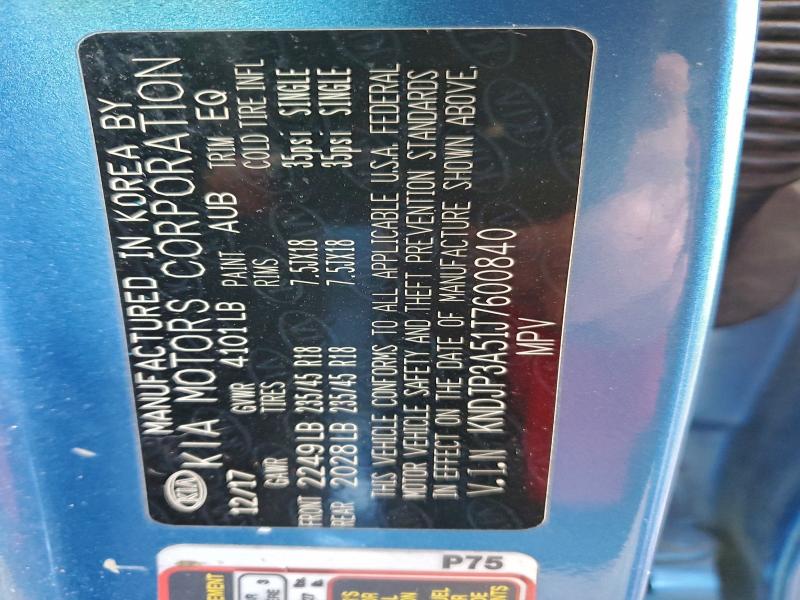 MANUFACTURED IN KOREA BY
KIA KIA MOTORS CORPORATION
12/17 GVWR 4101LB PAINT AUB TRIM EQ
GAWR TIRES RIMS COLD TIRE INFL
FRONT 2249LB 235/45 R18 7.5JX18 35psi SINGLE
REAR 2028LB 235/45 R18 7.5JX18 35psi SINGLE
THIS VEHICLE CONFORMS TO ALL APPLICABLE U.S.A. FEDERAL
MOTOR VEHICLE SAFETY AND THEFT PREVENTION STANDARDS
IN EFFECT ON THE DATE OF MANUFACTURE SHOWN ABOVE.
V.I.N KNDJP3A51J7600840
MPV
P75